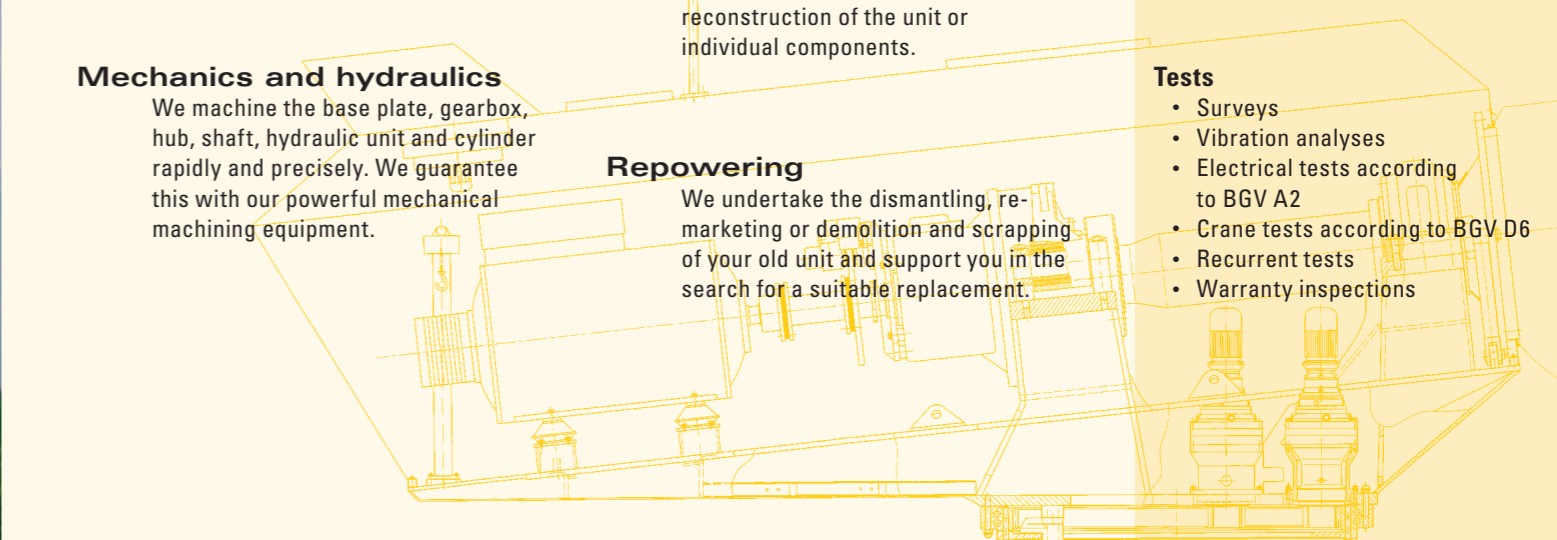 reconstruction of the unit or
individual components.
Mechanics and hydraulics
We machine the base plate, gearbox,
hub, shaft, hydraulic unit and cylinder
rapidly and precisely. We guarantee
this with our powerful mechanical
machining equipment.
Repowering
We undertake the dismantling, re-
marketing or demolition and scrapping
of your old unit and support you in the
search for a suitable replacement.
Tests
• Surveys
• Vibration analyses
• Electrical tests according
to BGV A2
• Crane tests according to BGV D6
• Recurrent tests
• Warranty inspections